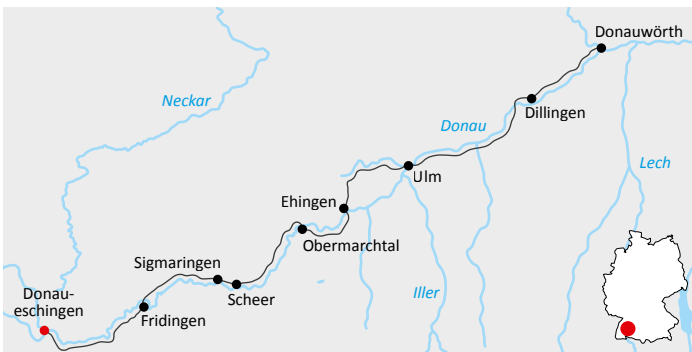 Donauwörth
Neckar
Dillingen
Donau
Lech
Ulm
Ehingen
Obermarchtal
Sigmaringen
Scheer
Iller
Donau-
eschingen
Fridingen